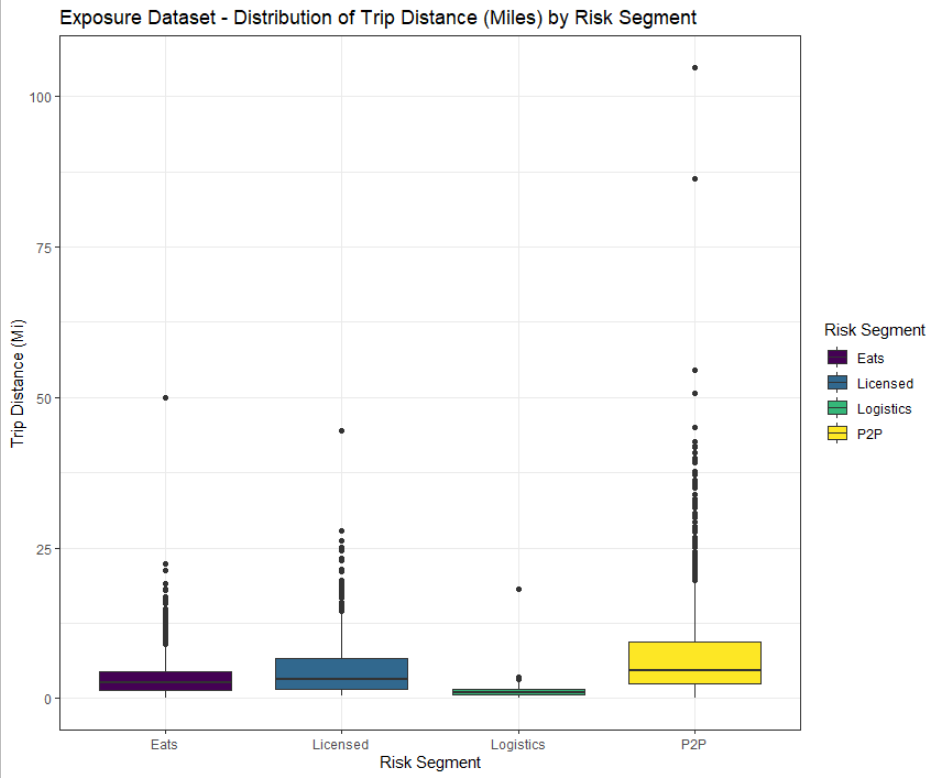 Exposure Dataset - Distribution of Trip Distance (Miles) by Risk Segment
100
75
50
25
0
Trip Distance (Mi)
Eats
Licensed
Logistics
P2P
Risk Segment
Risk Segment
Eats
Licensed
Logistics
P2P